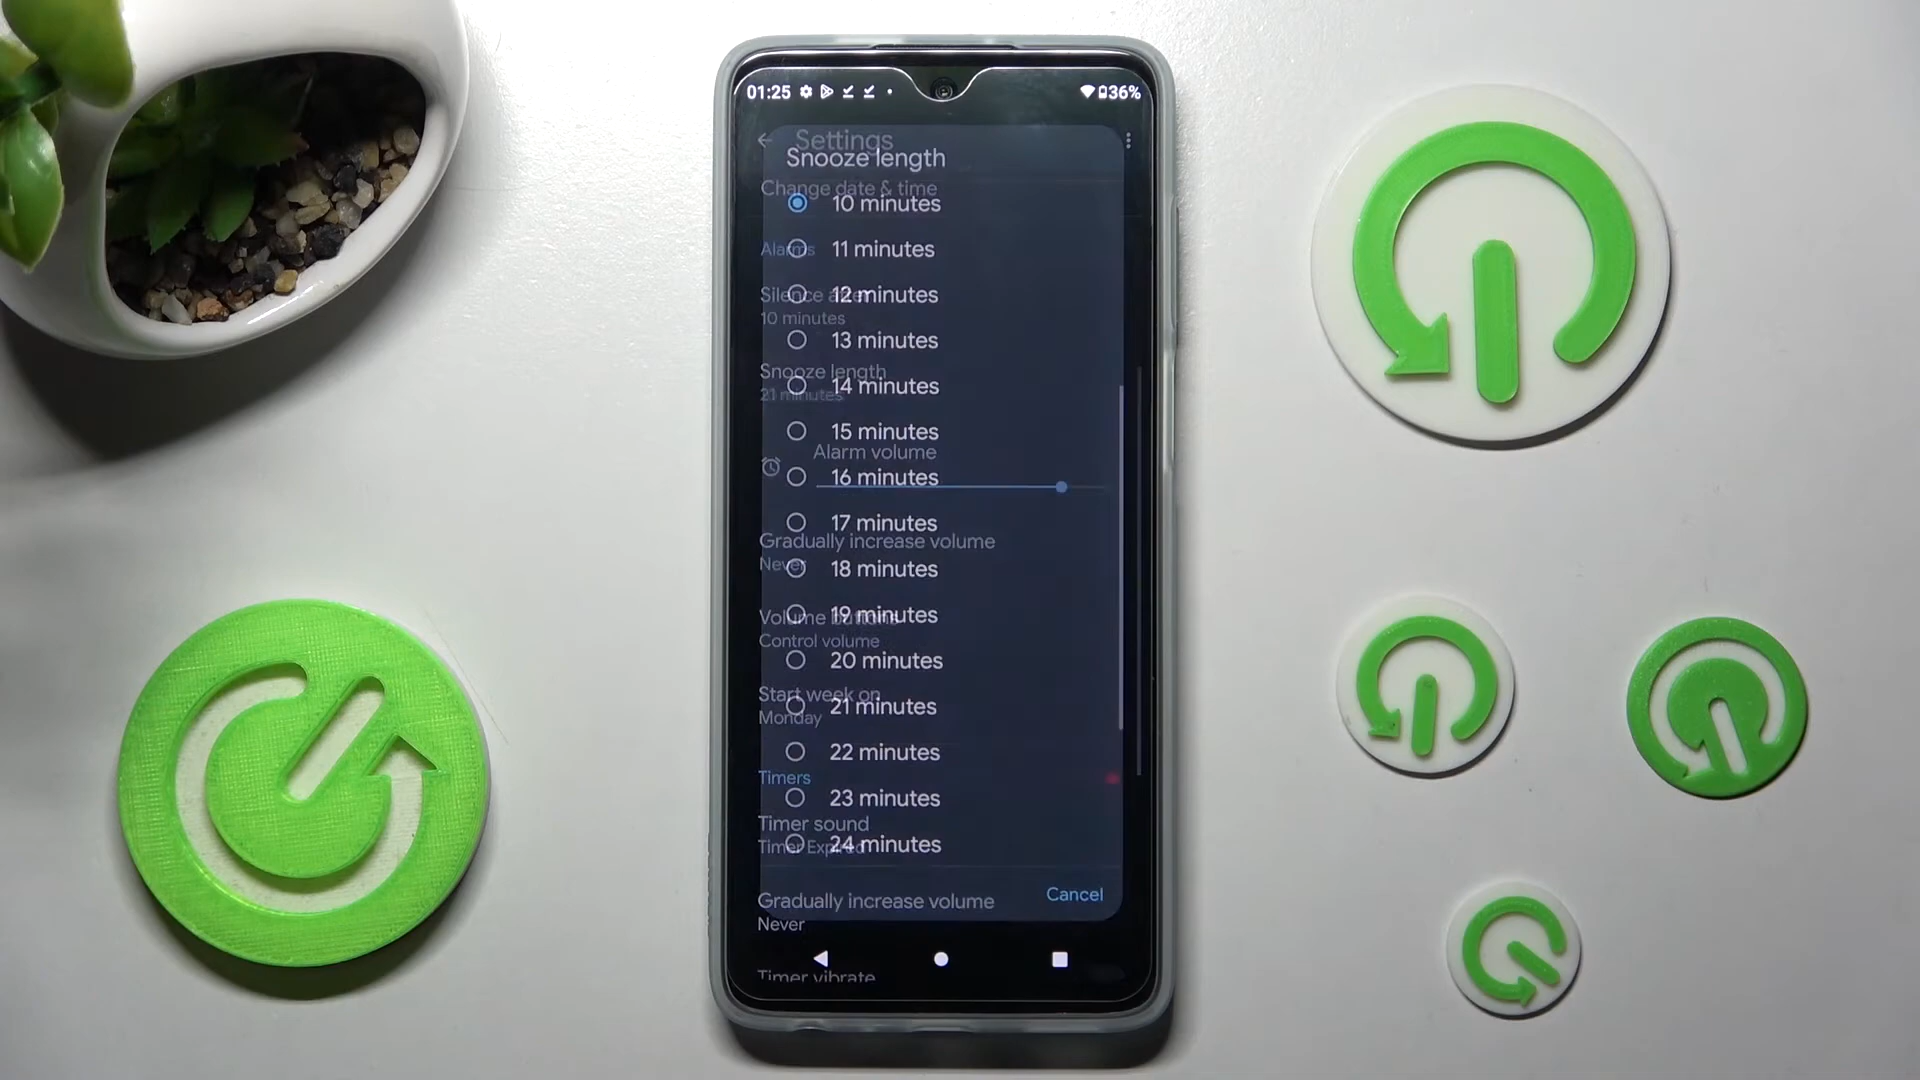 01:25 36%
Settings
Snooze length
Change date & time
10 minutes
Alarms
11 minutes
Silence after
12 minutes
10 minutes
13 minutes
Snooze length
14 minutes
21 minutes
15 minutes
Alarm volume
16 minutes
17 minutes
Gradually increase volume
Never
18 minutes
19 minutes
Volume buttons
Control volume
20 minutes
Start week on
21 minutes
Monday
22 minutes
Timers
23 minutes
Timer sound
24 minutes
Timer Expired
Cancel
Gradually increase volume
Never
Timer vibrate